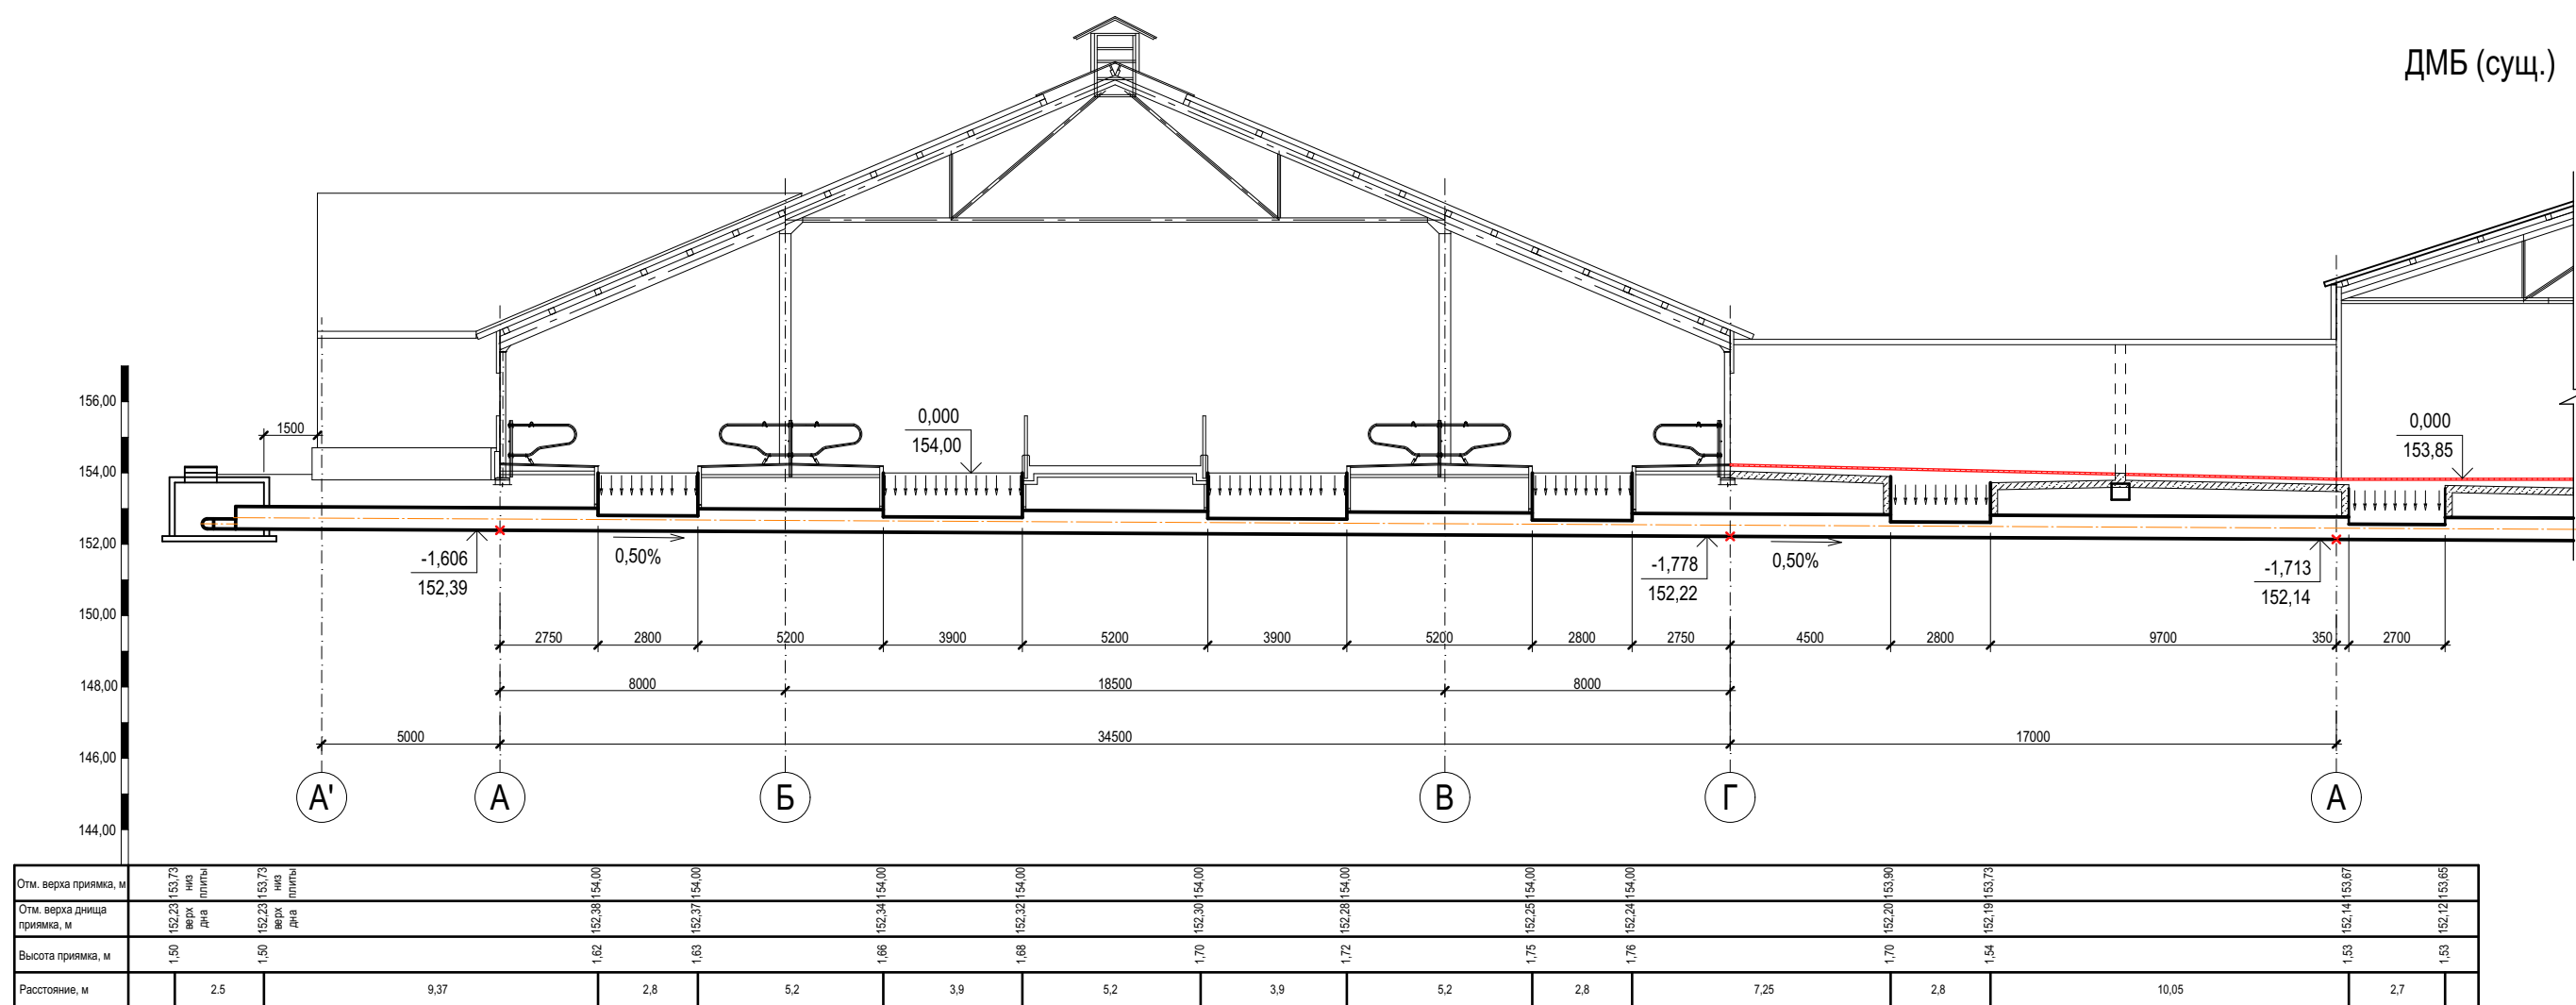 ДМБ (сущ.)
156,00
154,00
152,00
150,00
148,00
146,00
144,00
1500
0,000
154,00
0,000
153,85
-1,606
152,39
0,50%
-1,778
152,22
0,50%
-1,713
152,14
2750 2800 5200 3900 5200 3900 5200 2800 2750 4500 2800 9700 350 2700
8000 18500 8000
5000 34500 17000
А' А Б В Г А
Отм. верха приямка, м 153,73 низ плиты 153,73 низ плиты 154,00 154,00 154,00 154,00 154,00 154,00 154,00 154,00 153,90 153,73 153,67 153,65
Отм. верха днища
приямка, м 152,23 верх дна 152,23 верх дна 152,38 152,37 152,34 152,32 152,30 152,28 152,25 152,24 152,20 152,19 152,14 152,12
Высота приямка, м 1,50 1,50 1,62 1,63 1,66 1,68 1,70 1,72 1,75 1,76 1,70 1,54 1,53 1,53
Расстояние, м 2.5 9,37 2,8 5,2 3,9 5,2 3,9 5,2 2,8 7,25 2,8 10,05 2,7